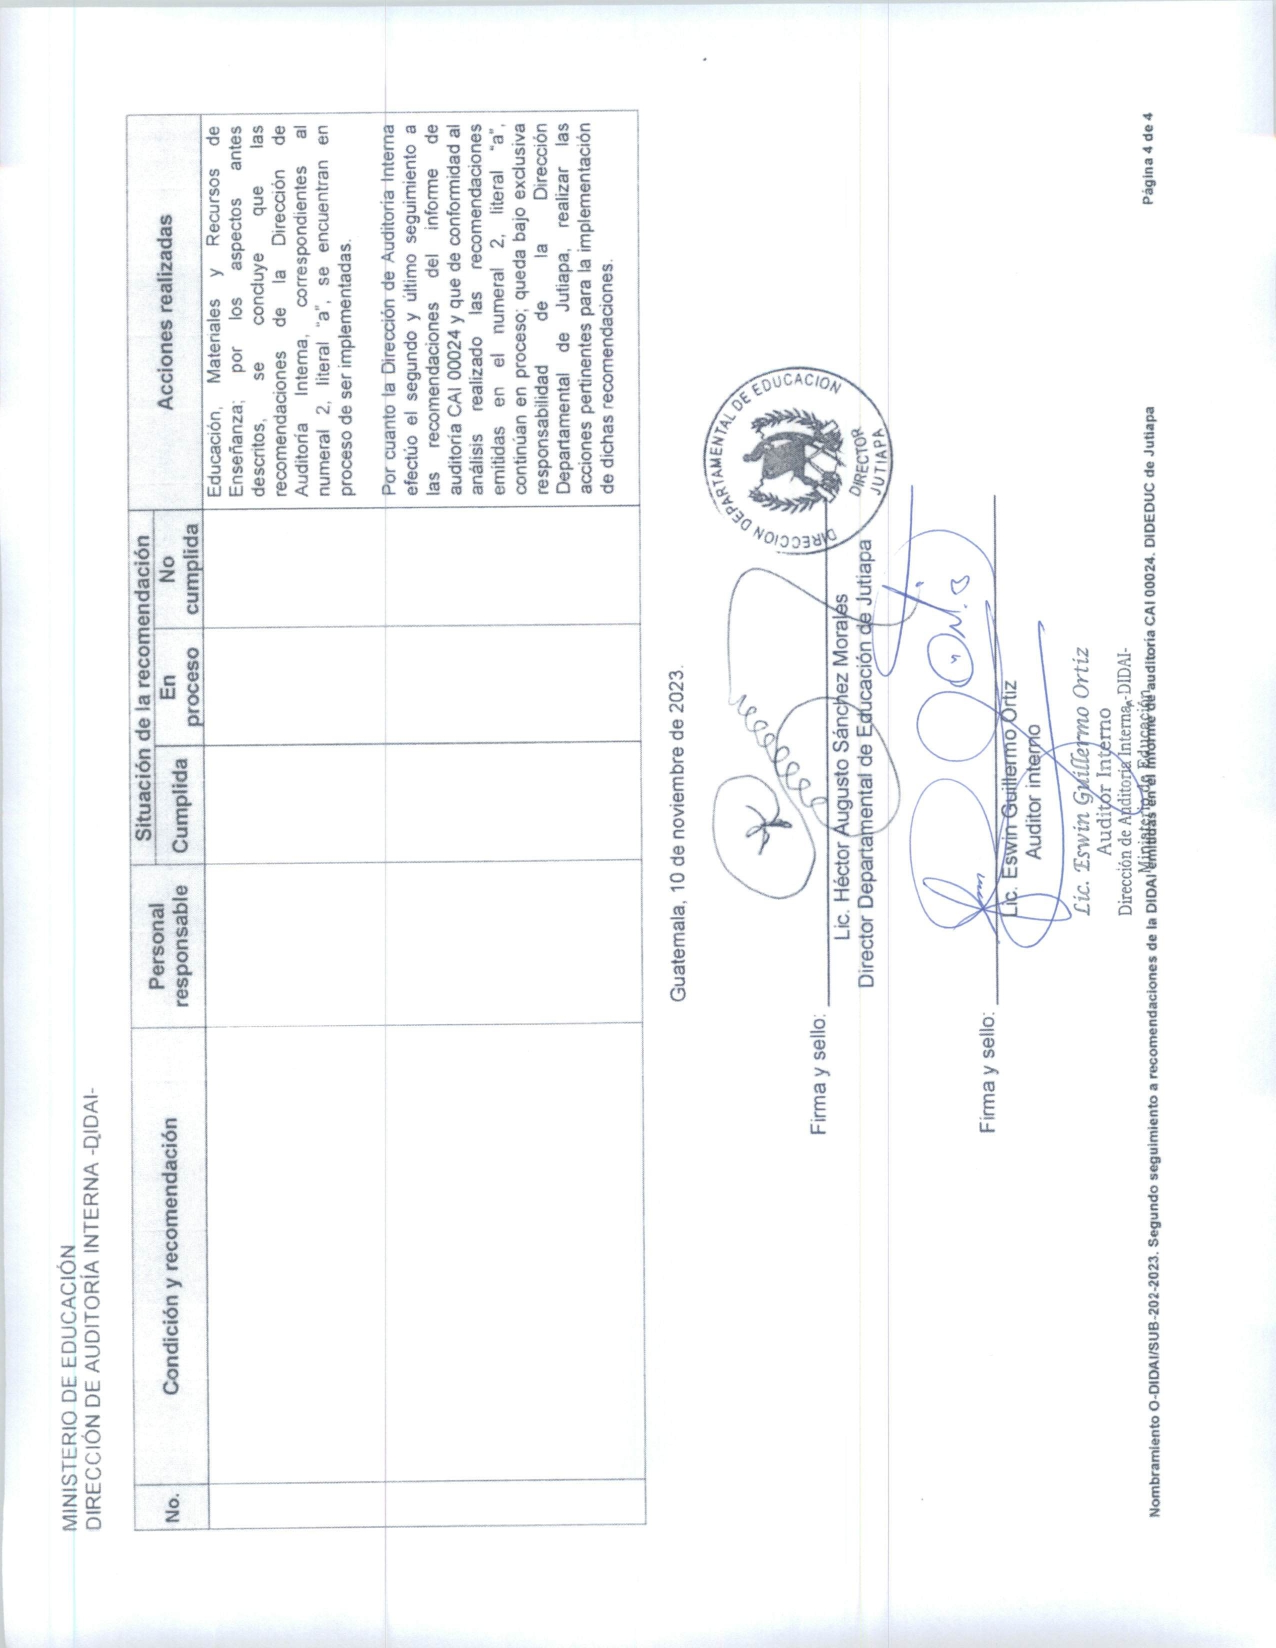 MINISTERIO DE EDUCACIÓN
DIRECCIÓN DE AUDITORÍA INTERNA -DIDAI-
No.
Condición y recomendación
Personal
responsable
Situación de la recomendación
Cumplida
En
proceso
No
cumplida
Acciones realizadas
Educación, Materiales y Recursos de
Enseñanza; por los aspectos antes
descritos, se concluye que las
recomendaciones de la Dirección de
Auditoría Interna, correspondientes al
numeral 2, literal "a", se encuentran en
proceso de ser implementadas.
Por cuanto la Dirección de Auditoría Interna
efectúo el segundo y último seguimiento a
las recomendaciones del informe de
auditoría CAI 00024 y que de conformidad al
análisis realizado las recomendaciones
emitidas en el numeral 2, literal "a",
continúan en proceso; queda bajo exclusiva
responsabilidad de la Dirección
Departamental de Jutiapa, realizar las
acciones pertinentes para la implementación
de dichas recomendaciones.
Guatemala, 10 de noviembre de 2023.
Firma y sello:
Lic. Héctor Augusto Sánchez Morales
Director Departamental de Educación de Jutiapa
DIRECCION DEPARTAMENTAL DE EDUCACION
DIRECTOR
JUTIAPA
Firma y sello:
Lic. Eswin Guillermo Ortiz
Auditor interno
Lic. Eswin Guillermo Ortiz
Auditor Interno
Dirección de Auditoría Interna -DIDAI-
Ministerio de Educación
Nombramiento O-DIDAI/SUB-202-2023. Segundo seguimiento a recomendaciones de la DIDAI emitidas en el informe de auditoría CAI 00024. DIDEDUC de Jutiapa
Página 4 de 4